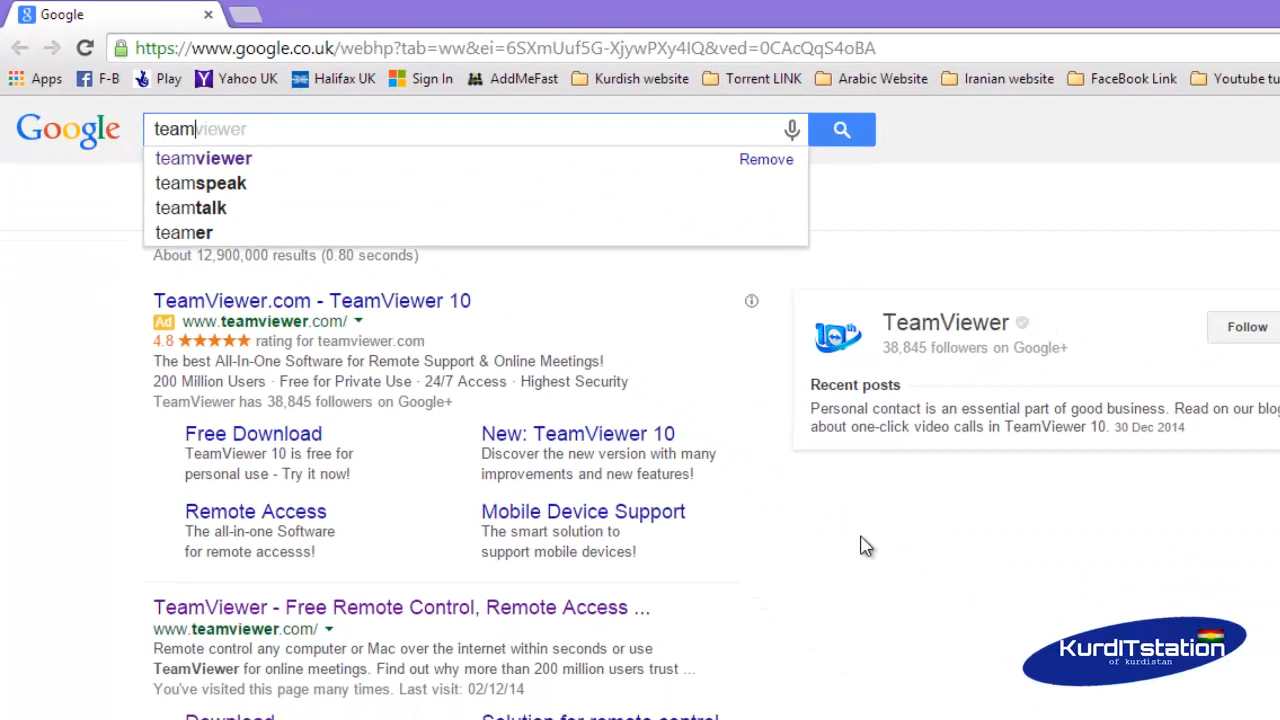 Google
https://www.google.co.uk/webhp?tab=ww&ei=6SXmUuf5G-XjywPXy4IQ&ved=0CAcQqS4oBA
Apps F-B Play Yahoo UK Halifax UK Sign In AddMeFast Kurdish website Torrent LINK Arabic Website Iranian website FaceBook Link Youtube tu
Google
teamviewer
teamviewer Remove
teamspeak
teamtalk
teamer
About 12,900,000 results (0.80 seconds)
TeamViewer.com - TeamViewer 10
Ad www.teamviewer.com/
4.8 ★★★★★ rating for teamviewer.com
The best All-In-One Software for Remote Support & Online Meetings!
200 Million Users · Free for Private Use · 24/7 Access · Highest Security
TeamViewer has 38,845 followers on Google+
Free Download
TeamViewer 10 is free for
personal use - Try it now!
New: TeamViewer 10
Discover the new version with many
improvements and new features!
Remote Access
The all-in-one Software
for remote accesss!
Mobile Device Support
The smart solution to
support mobile devices!
TeamViewer - Free Remote Control, Remote Access ...
www.teamviewer.com/
Remote control any computer or Mac over the internet within seconds or use
TeamViewer for online meetings. Find out why more than 200 million users trust ...
You've visited this page many times. Last visit: 02/12/14
Download
Solution for remote control
TeamViewer
38,845 followers on Google+
Follow
Recent posts
Personal contact is an essential part of good business. Read on our blog
about one-click video calls in TeamViewer 10. 30 Dec 2014
KurdITstation
of kurdistan